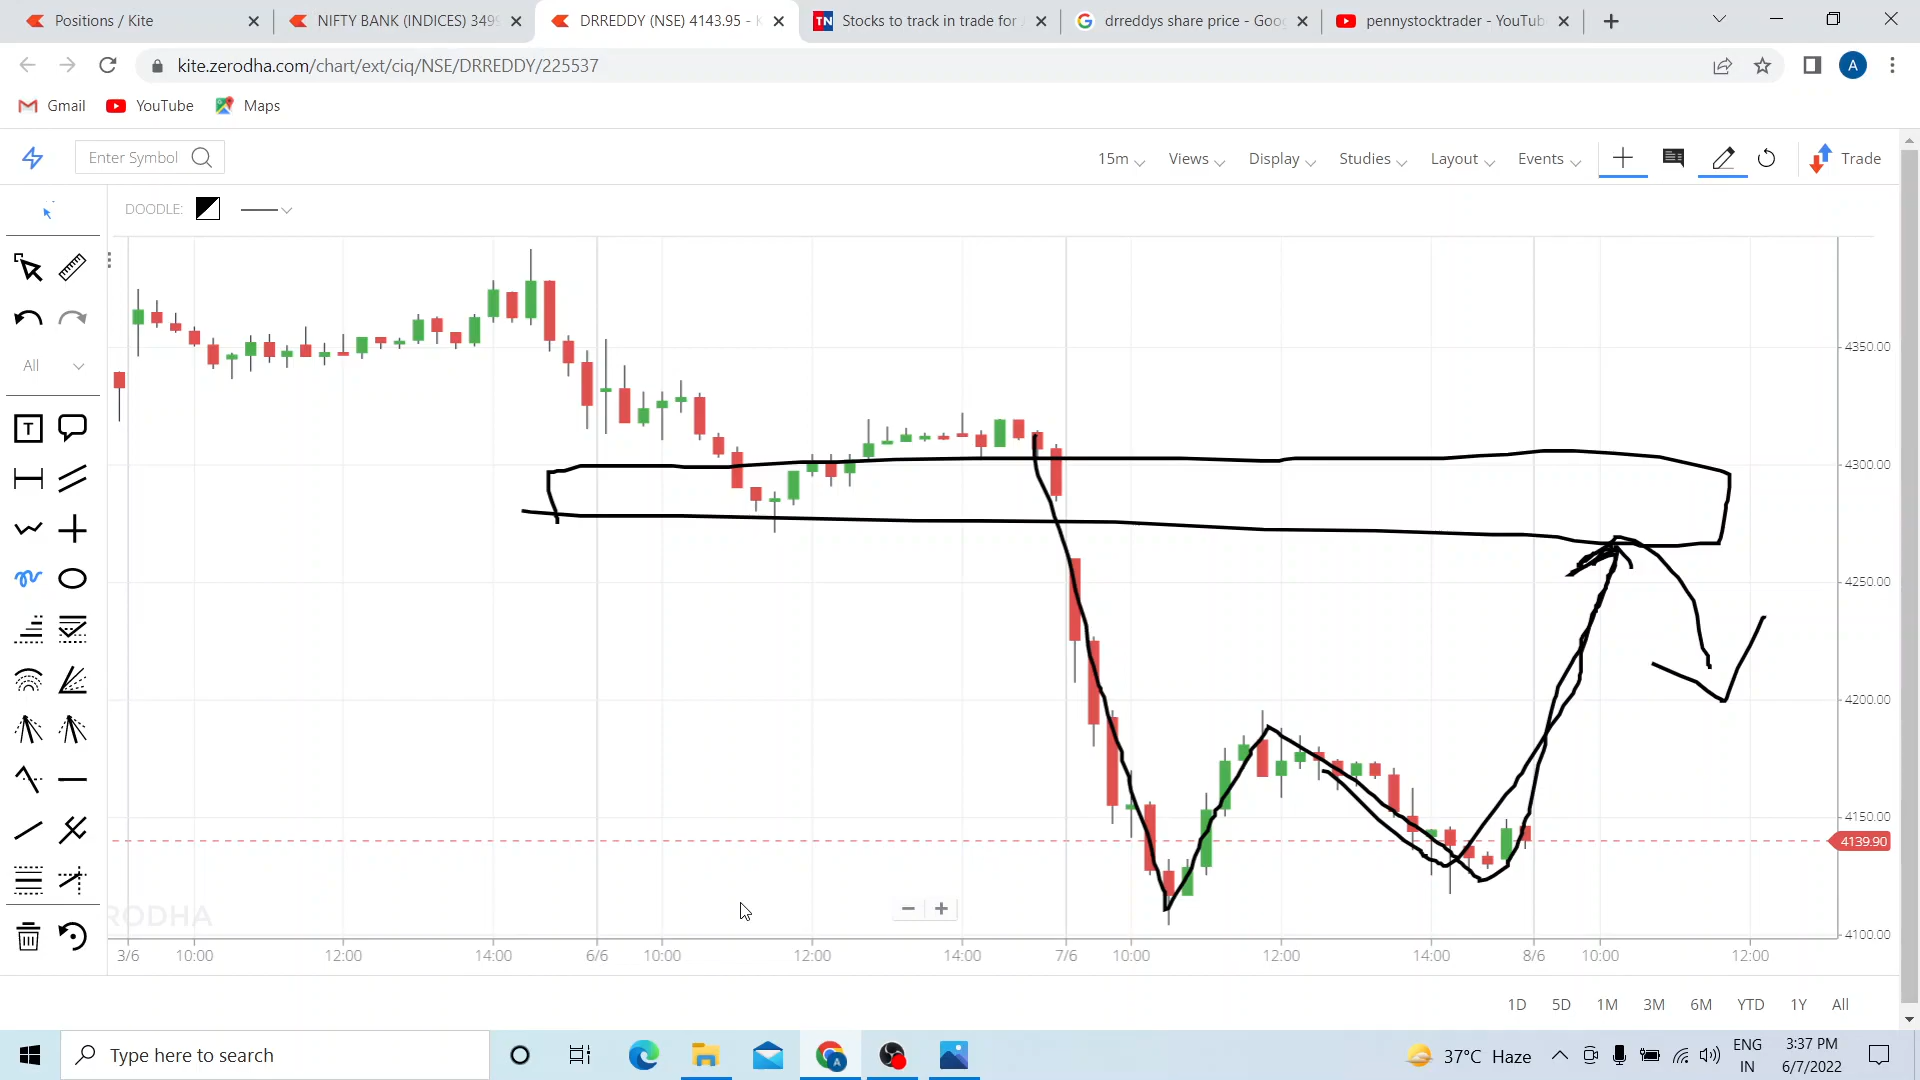 Positions / Kite
NIFTY BANK (INDICES) 3499
DRREDDY (NSE) 4143.95 - K
TN Stocks to track in trade for
drreddys share price - Goog
pennystocktrader - YouTub
kite.zerodha.com/chart/ext/ciq/NSE/DRREDDY/225537
A
Gmail YouTube Maps
Enter Symbol
15m Views Display Studies Layout Events Trade
DOODLE:
All
T
4350.00
4300.00
4250.00
4200.00
4150.00
4139.90
4100.00
RODHA
3/6 10:00 12:00 14:00 6/6 10:00 12:00 14:00 7/6 10:00 12:00 14:00 8/6 10:00 12:00
1D 5D 1M 3M 6M YTD 1Y All
Type here to search
A
37°C Haze
ENG
IN
3:37 PM
6/7/2022